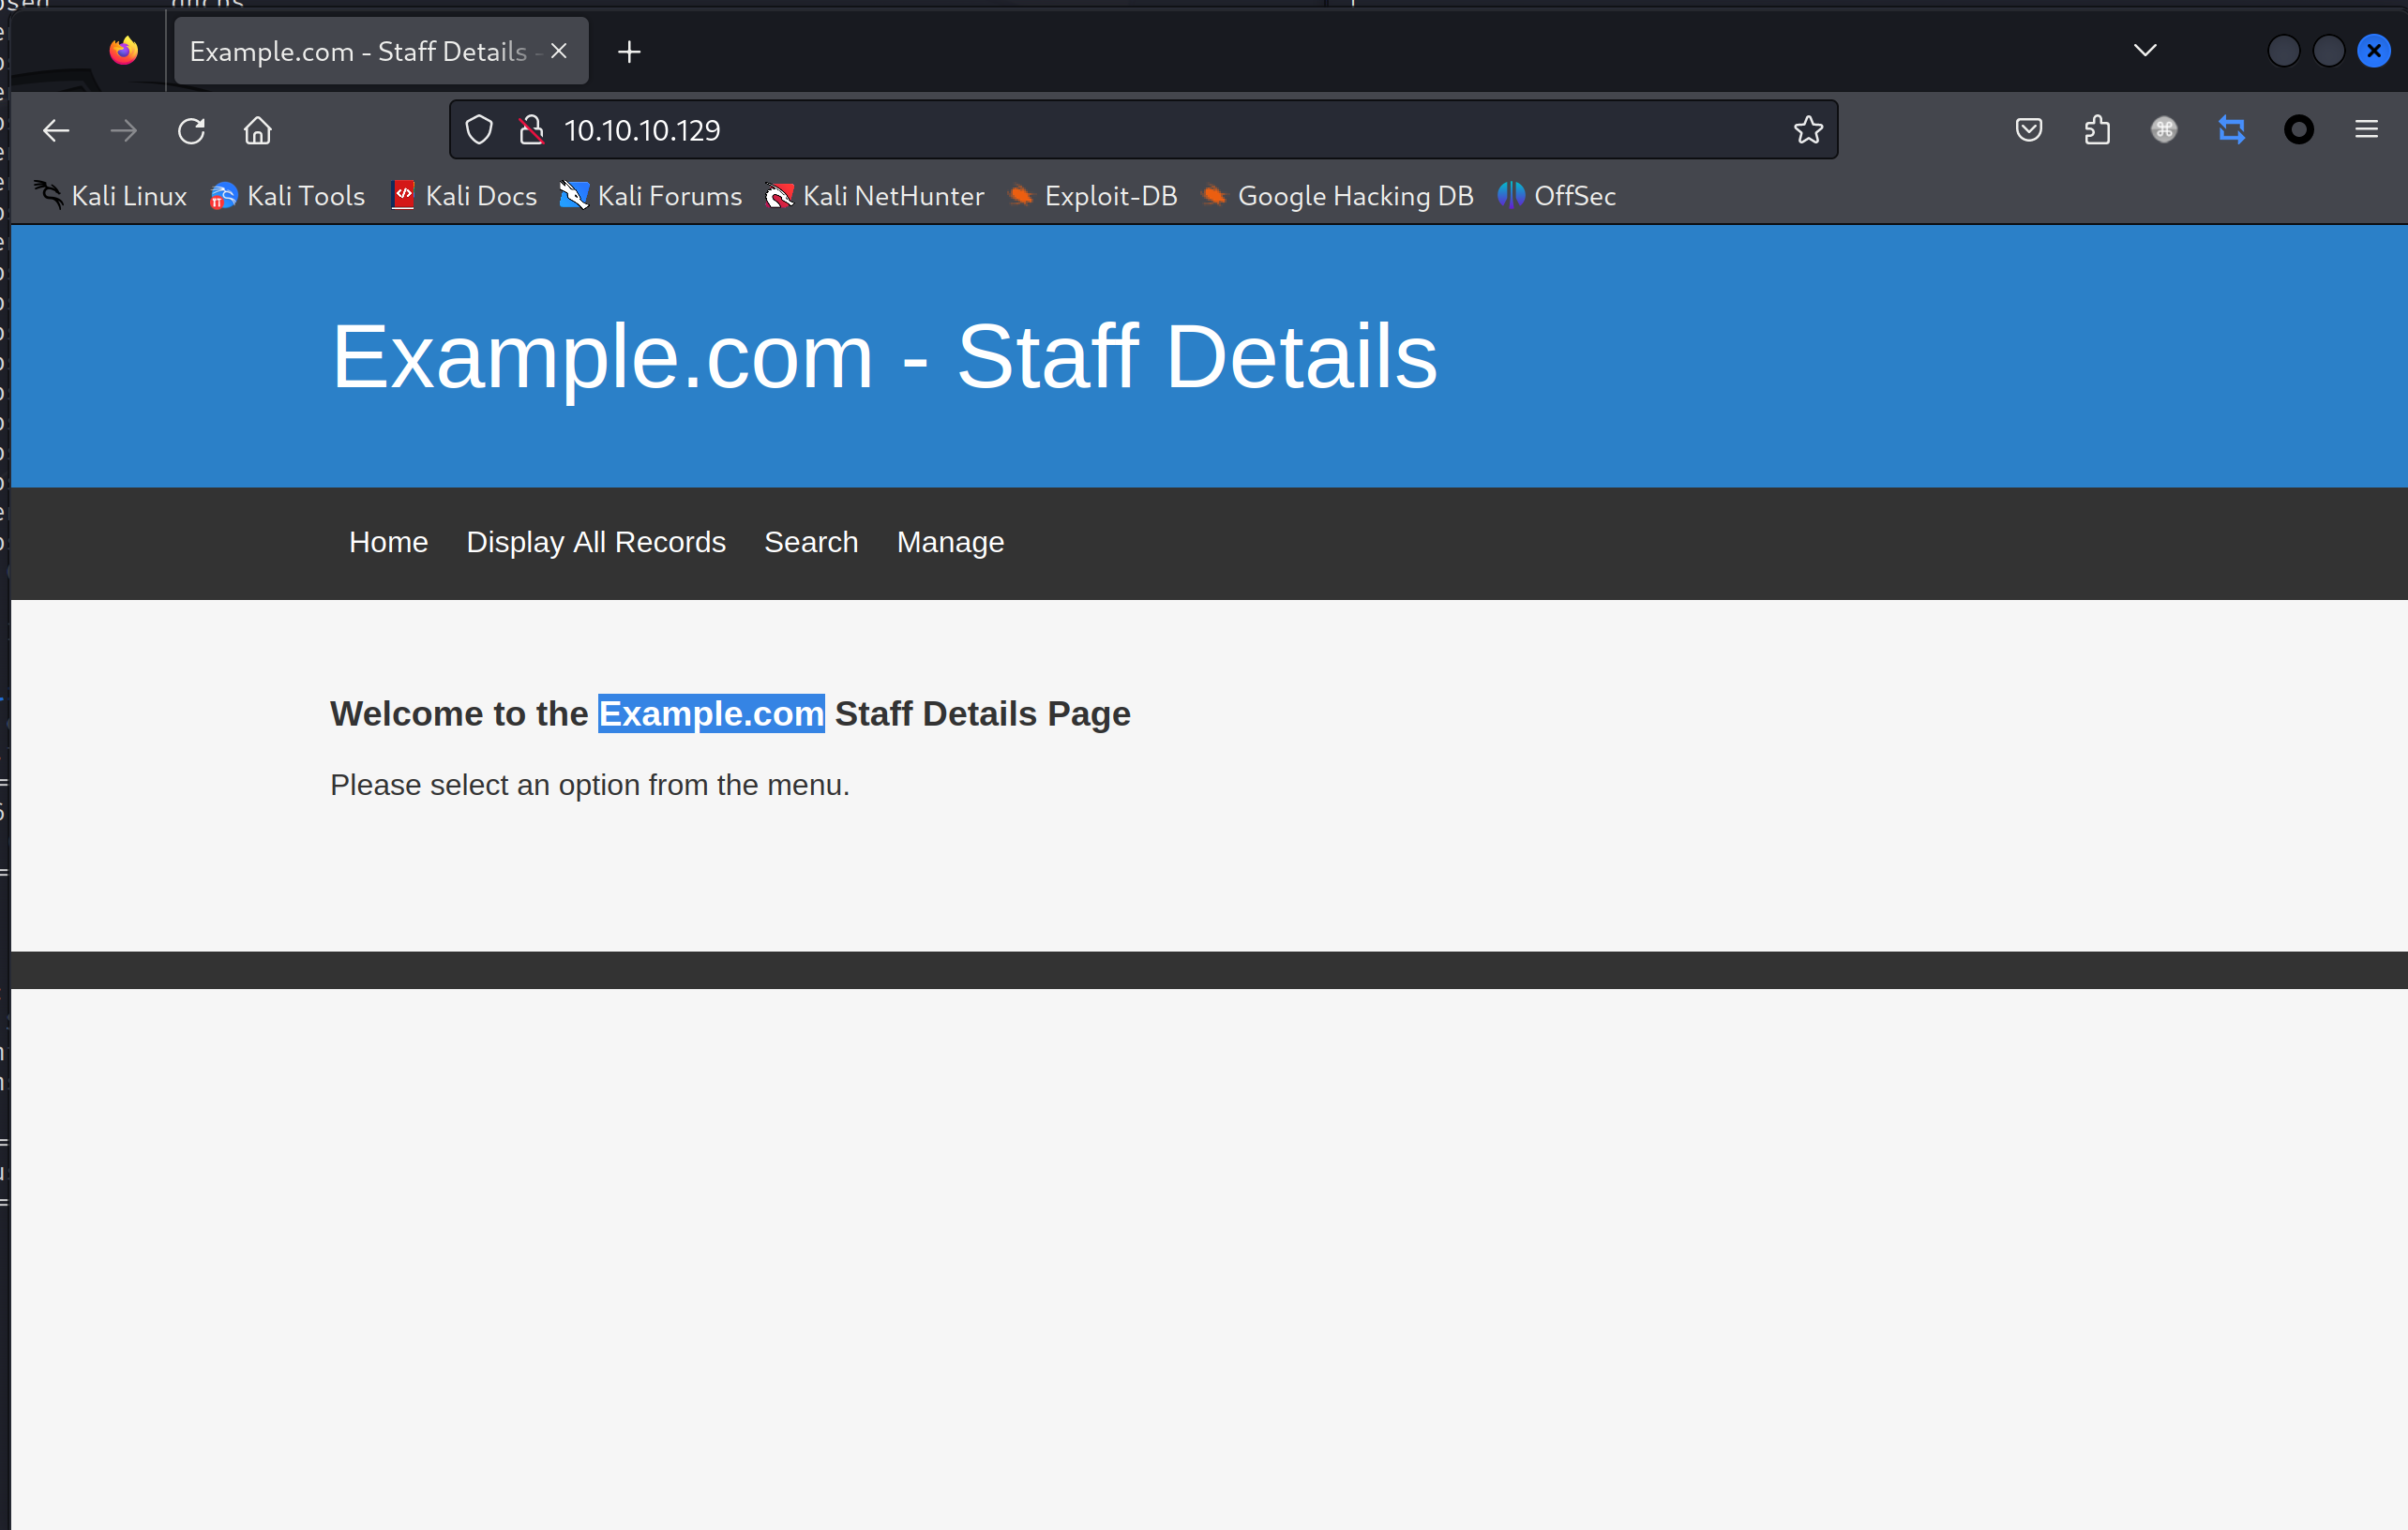 Example.com - Staff Details -
10.10.10.129
Kali Linux Kali Tools Kali Docs Kali Forums Kali NetHunter Exploit-DB Google Hacking DB OffSec
Example.com - Staff Details
Home Display All Records Search Manage
Welcome to the Example.com Staff Details Page
Please select an option from the menu.